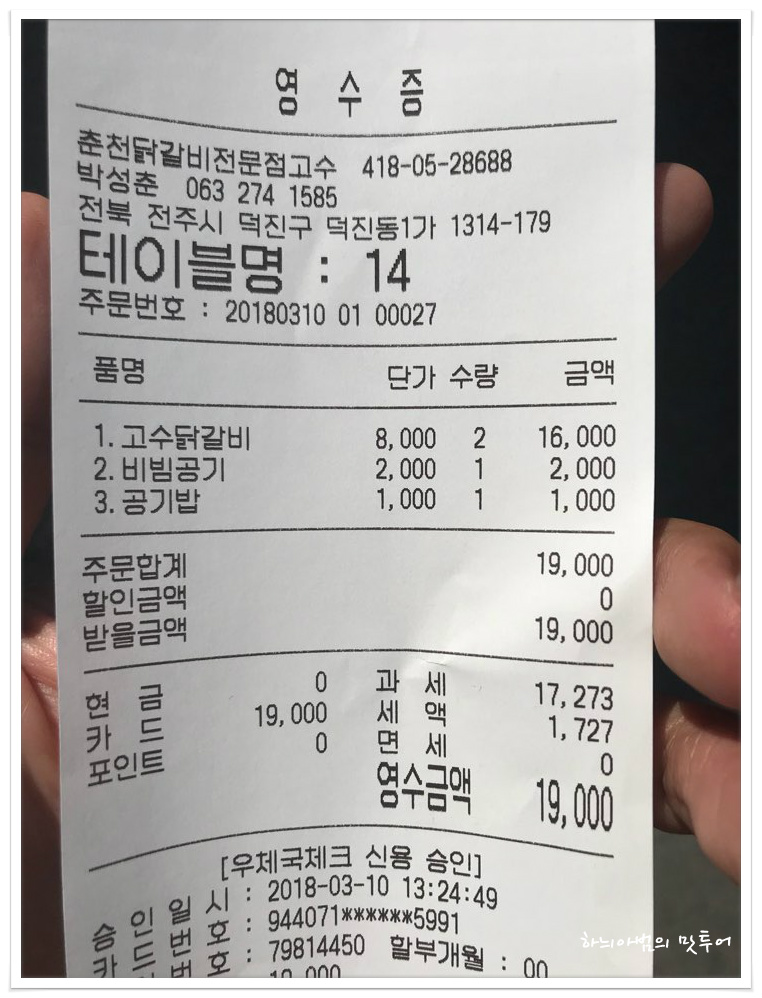 영 수 증
춘천닭갈비전문점고수 418-05-28688
박성춘 063 274 1585
전북 전주시 덕진구 덕진동1가 1314-179
테이블명 : 14
주문번호 : 20180310 01 00027
품명 단가 수량 금액
1. 고수닭갈비 8,000 2 16,000
2. 비빔공기 2,000 1 2,000
3. 공기밥 1,000 1 1,000
주문합계 19,000
할인금액 0
받을금액 19,000
현 금 0 과 세 17,273
카 드 19,000 세 액 1,727
포인트 0 면 세 0
영수금액 19,000
[우체국체크 신용 승인]
승 인 일 시 : 2018-03-10 13:24:49
카 드 번 호 : 944071******5991
번 호 : 79814450 할부개월 : 00
하늬아범의 맛투어